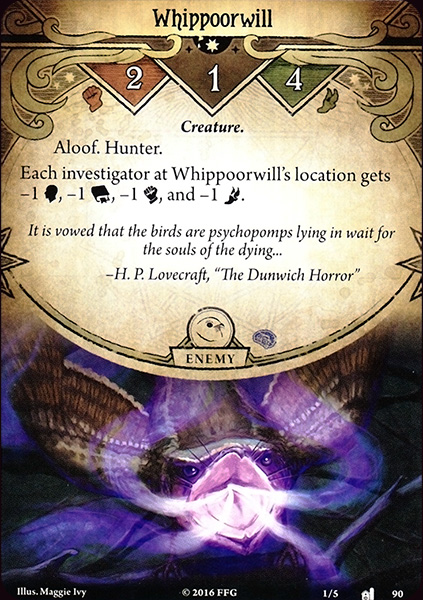 Whippoorwill
2 1 4
Creature.
Aloof. Hunter.
Each investigator at Whippoorwill's location gets
–1 , –1 , –1 , and –1 .
It is vowed that the birds are psychopomps lying in wait for
the souls of the dying...
–H. P. Lovecraft, "The Dunwich Horror"
ENEMY
Illus. Maggie Ivy © 2016 FFG 1/5 90